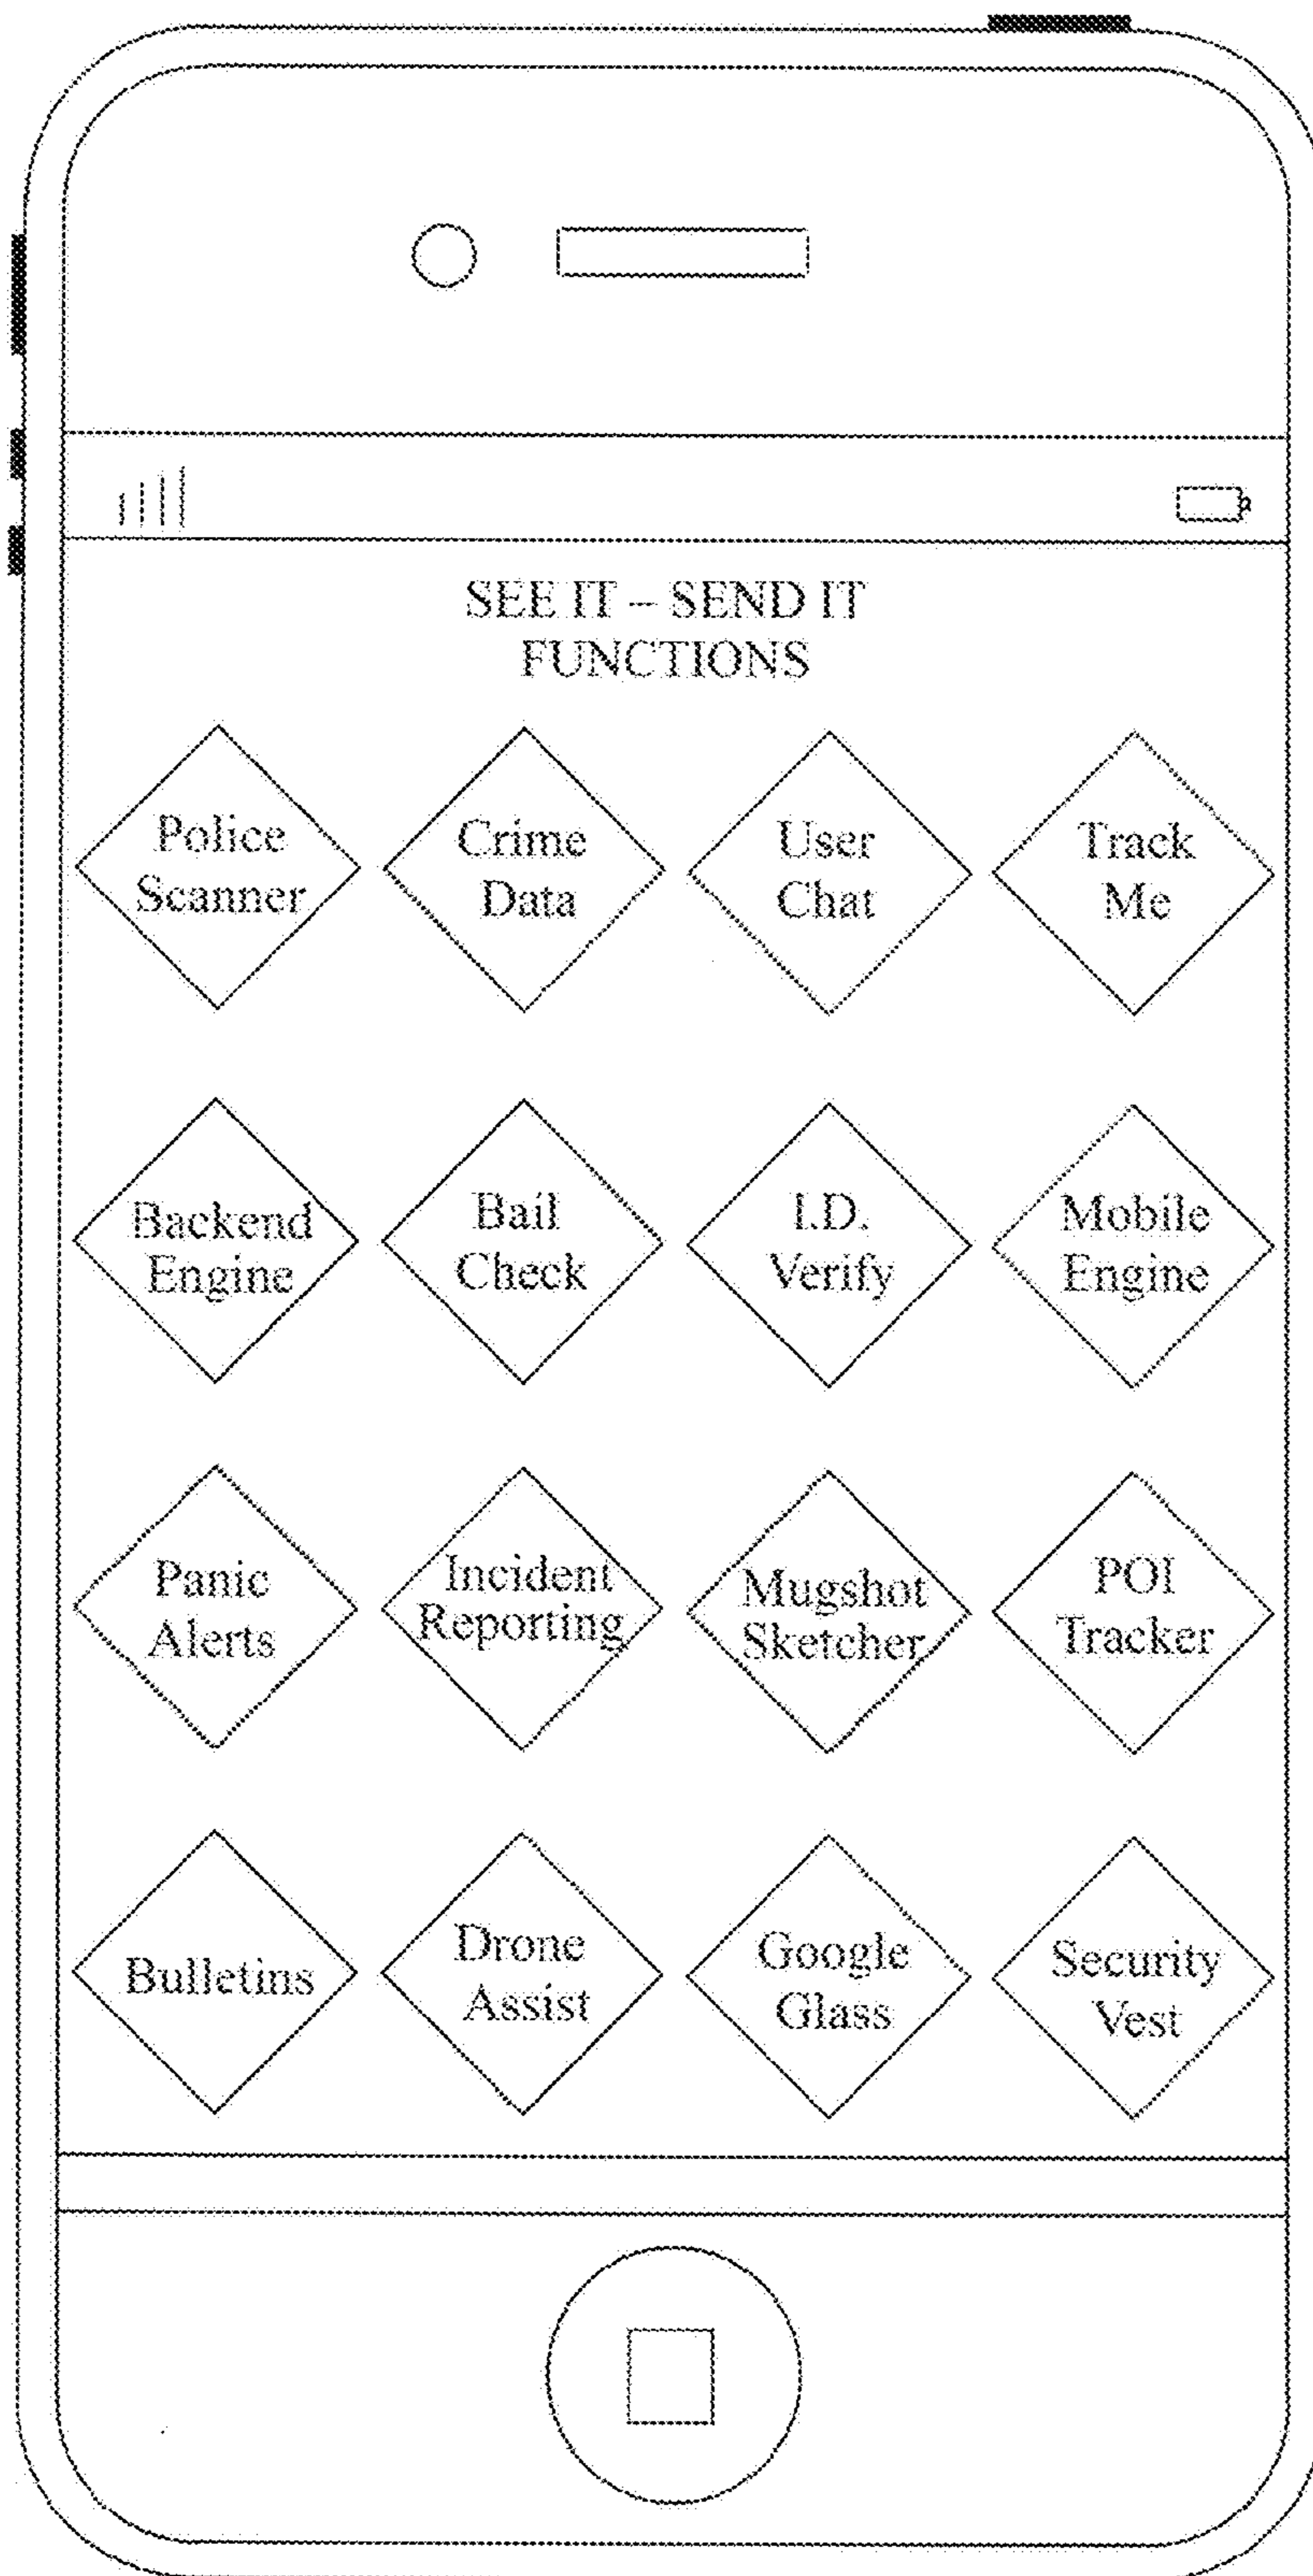 SEE IT – SEND IT
FUNCTIONS
Police
Scanner
Crime
Data
User
Chat
Track
Me
Backend
Engine
Bail
Check
I.D.
Verify
Mobile
Engine
Panic
Alerts
Incident
Reporting
Mugshot
Sketcher
POI
Tracker
Bulletins
Drone
Assist
Google
Glass
Security
Vest